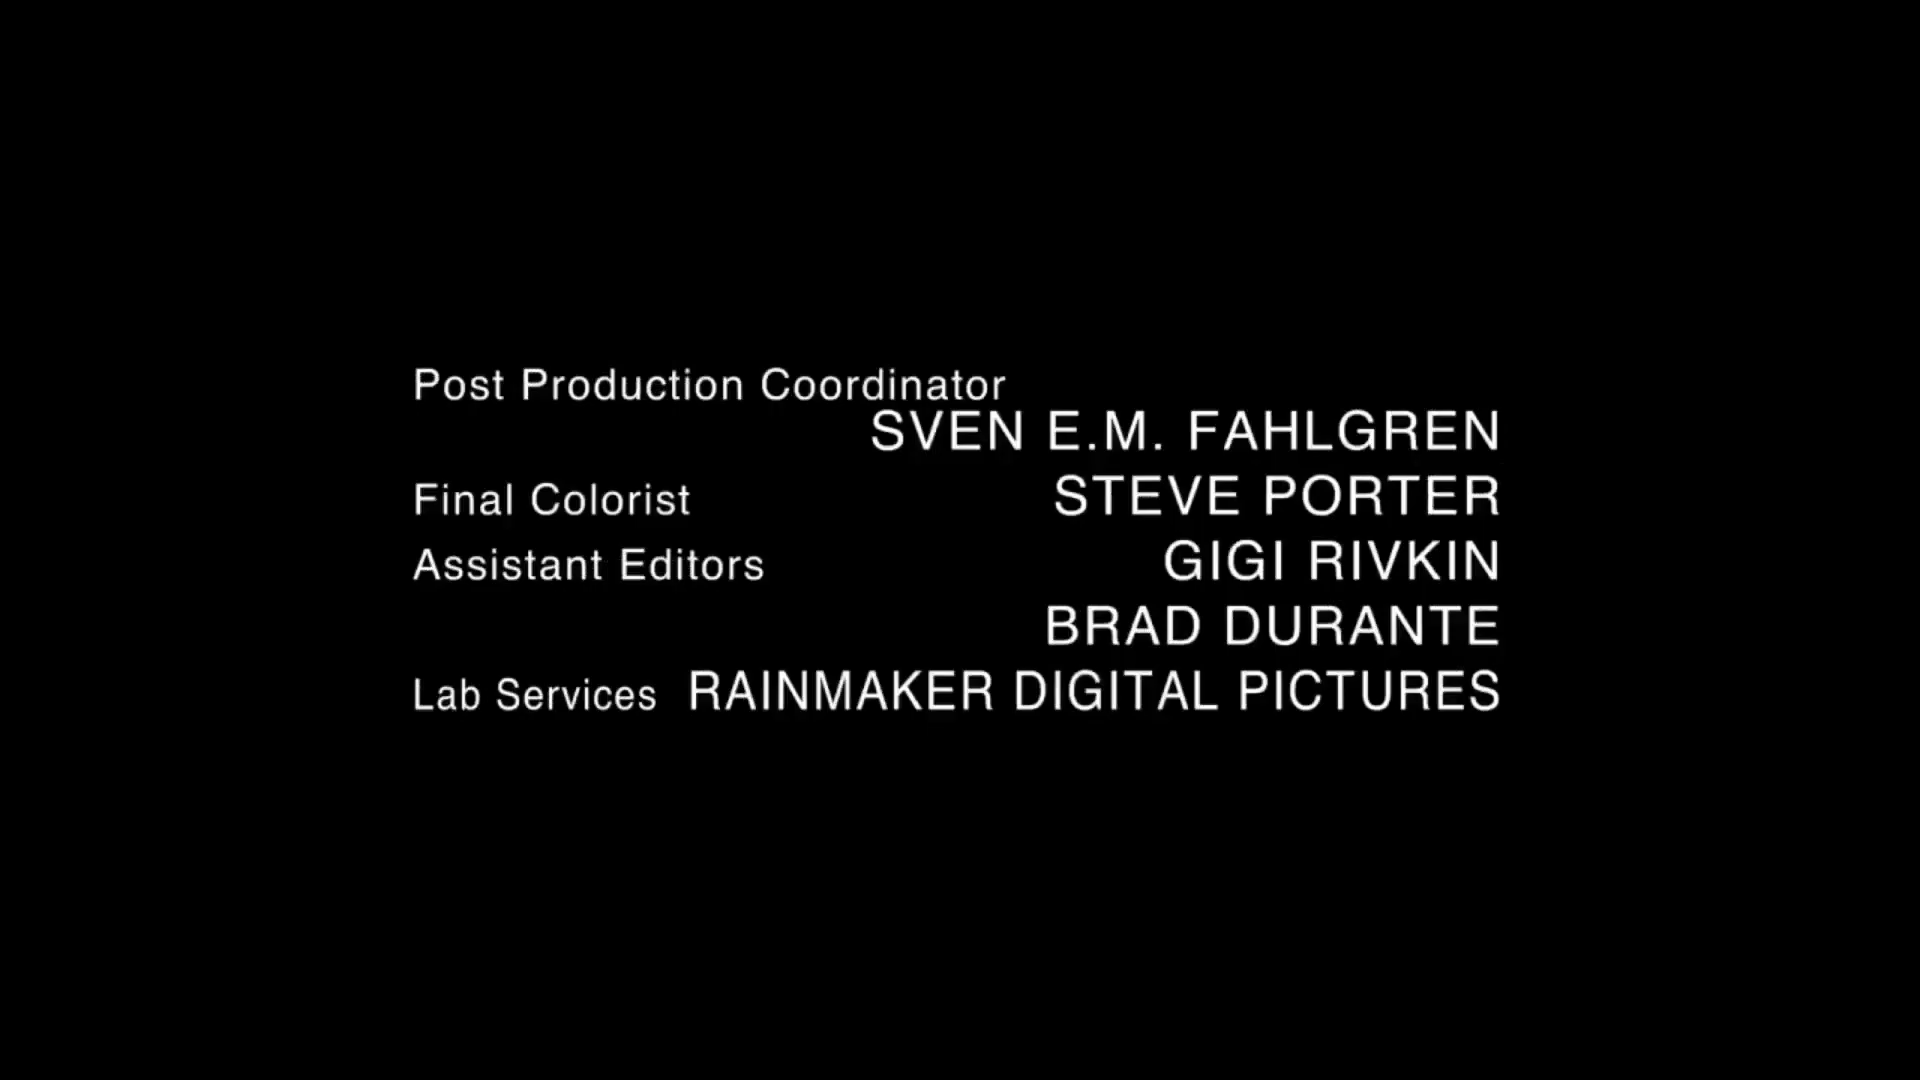 Post Production Coordinator
SVEN E.M. FAHLGREN
Final Colorist STEVE PORTER
Assistant Editors GIGI RIVKIN
BRAD DURANTE
Lab Services RAINMAKER DIGITAL PICTURES